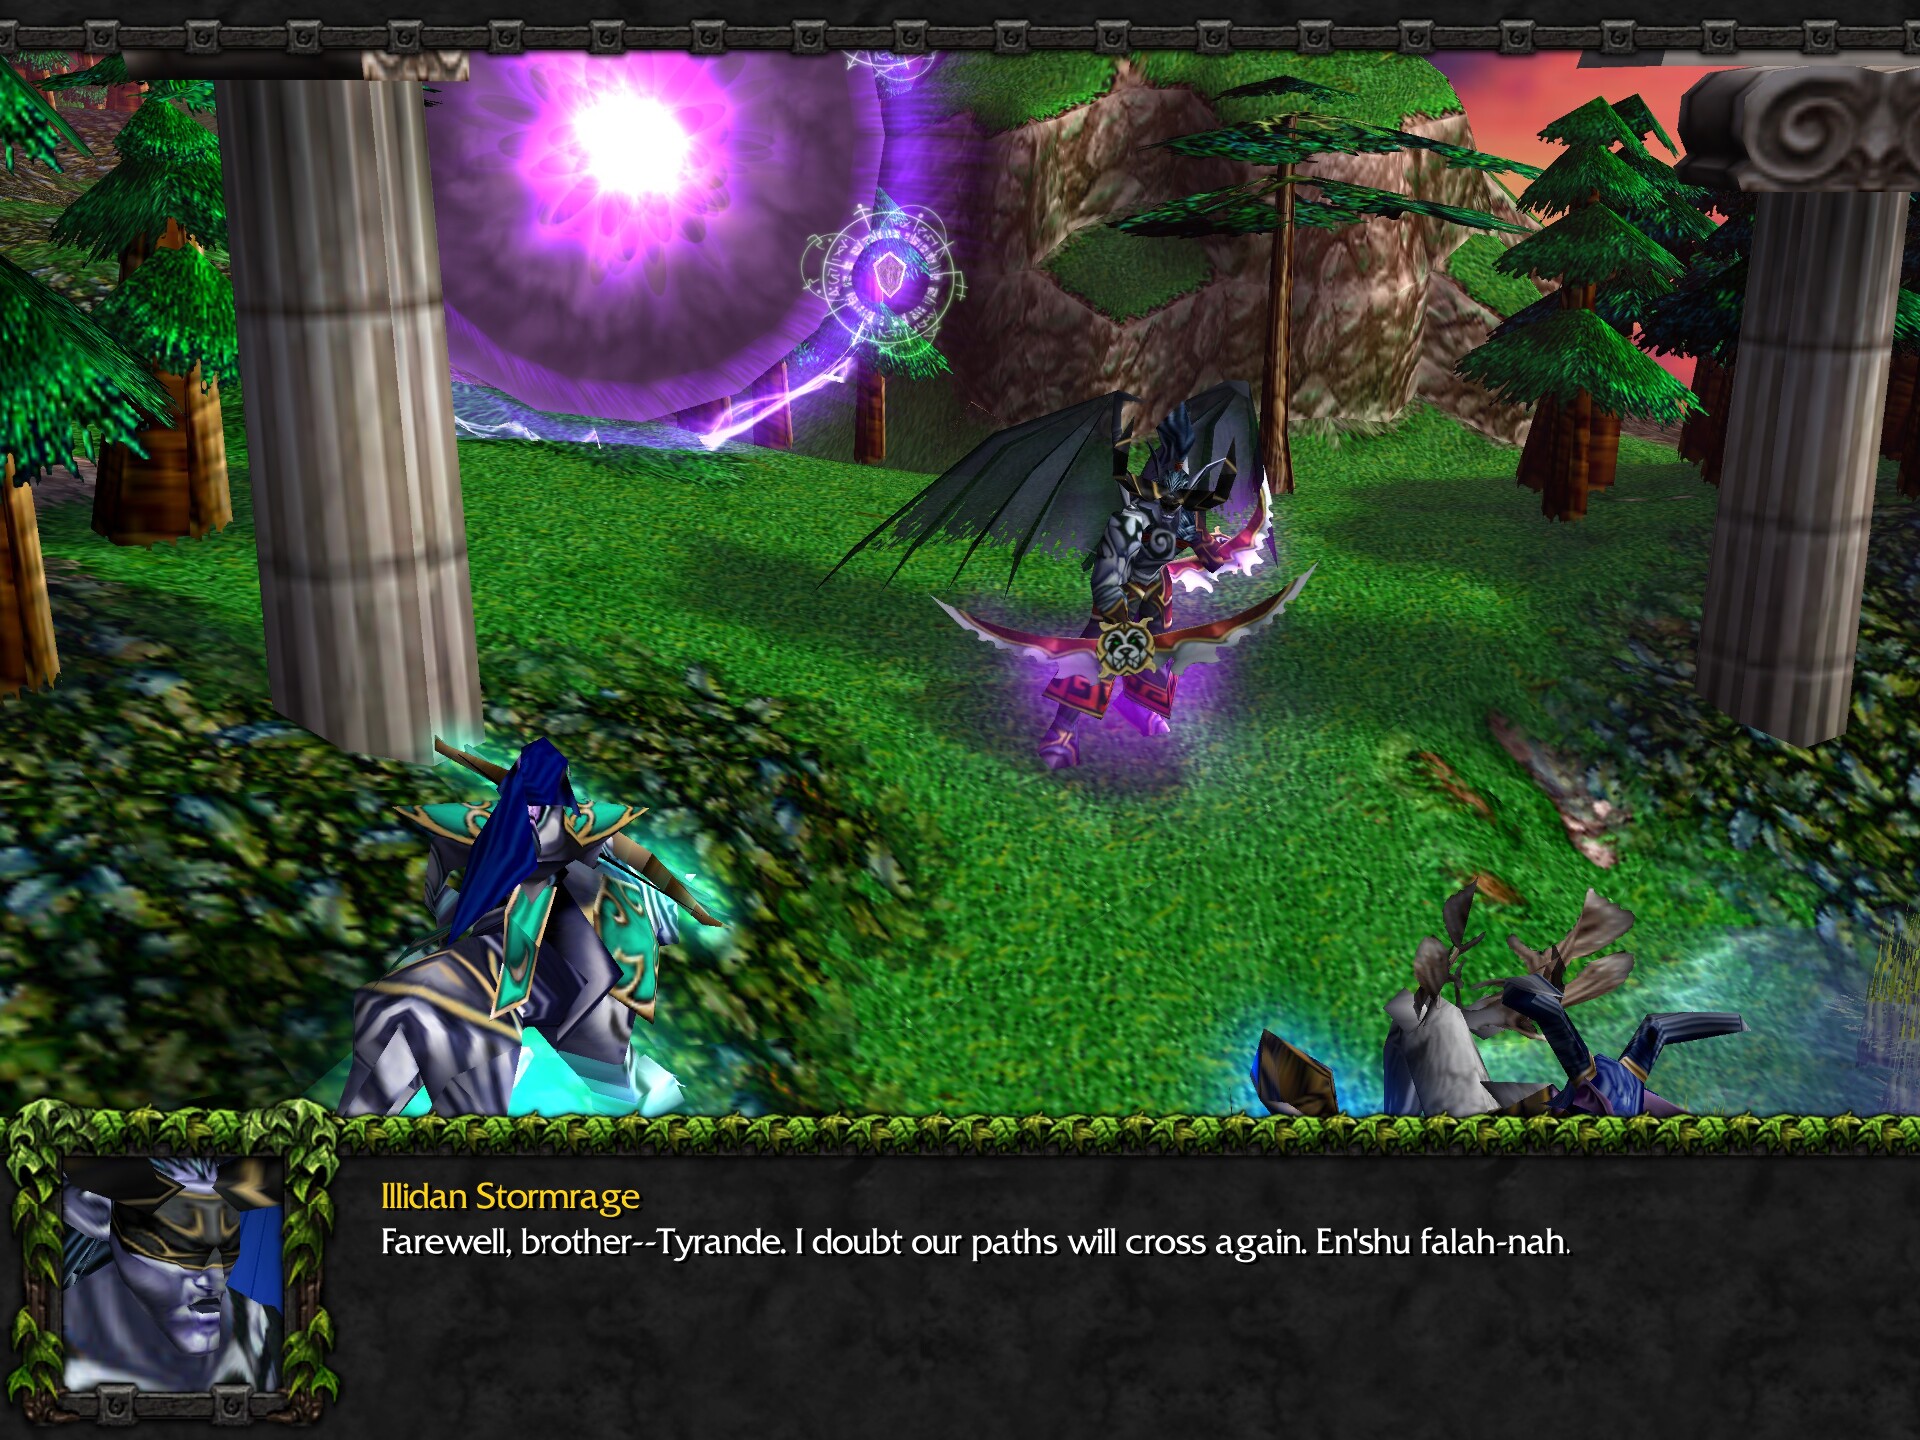 Illidan Stormrage
Farewell, brother--Tyrande. I doubt our paths will cross again. En'shu falah-nah.